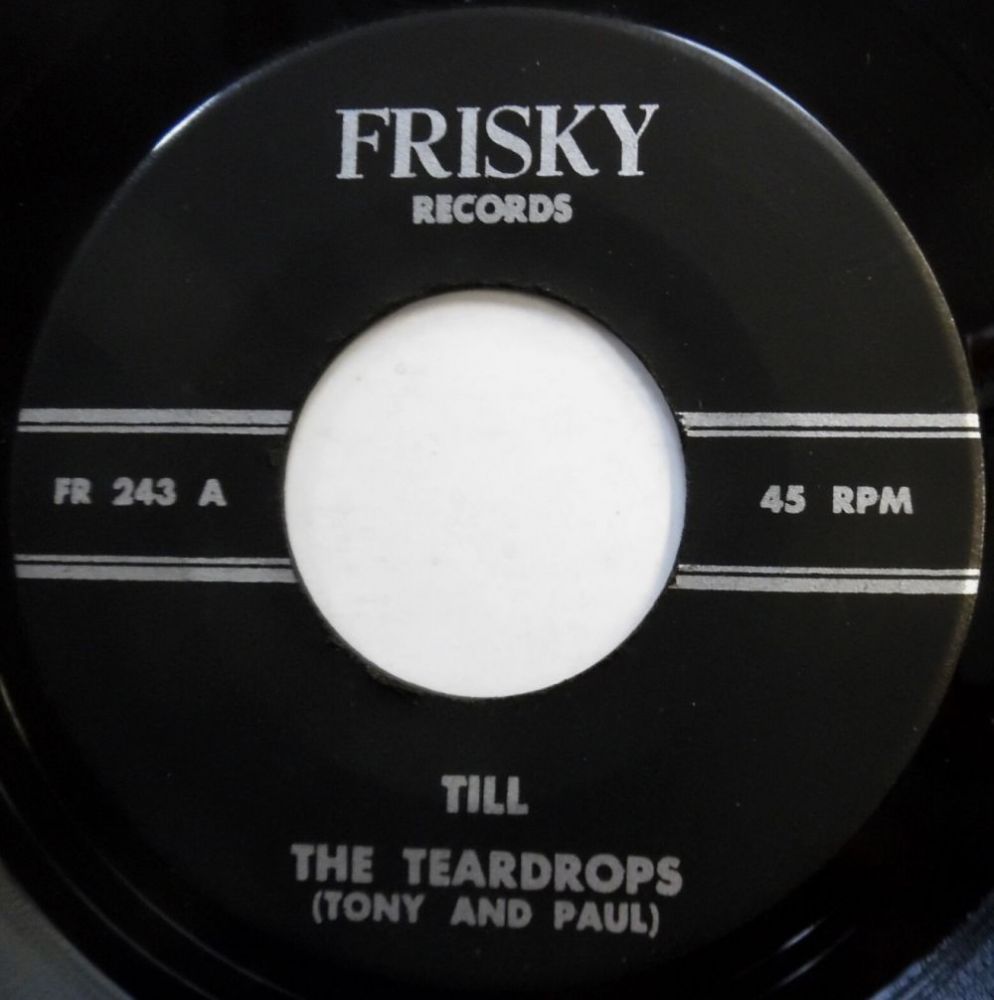 FRISKY
RECORDS
FR 243 A
45 RPM
TILL
THE TEARDROPS
(TONY AND PAUL)